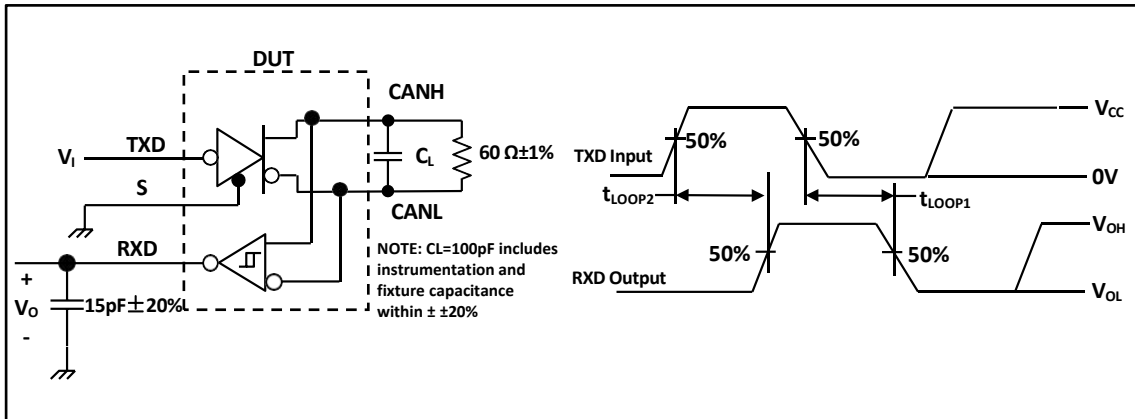 DUT
CANH
TXD
V_I
C_L
60 Ω±1%
S
CANL
RXD
NOTE: CL=100pF includes
instrumentation and
fixture capacitance
within ± ±20%
+
V_O
15pF±20%
-
V_CC
50%
50%
TXD Input
0V
t_LOOP2
t_LOOP1
V_OH
50%
50%
RXD Output
V_OL